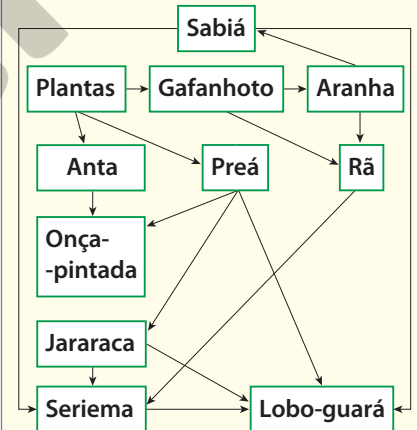 Sabiá
Plantas
Gafanhoto
Aranha
Anta
Preá
Rã
Onça-
-pintada
Jararaca
Seriema
Lobo-guará